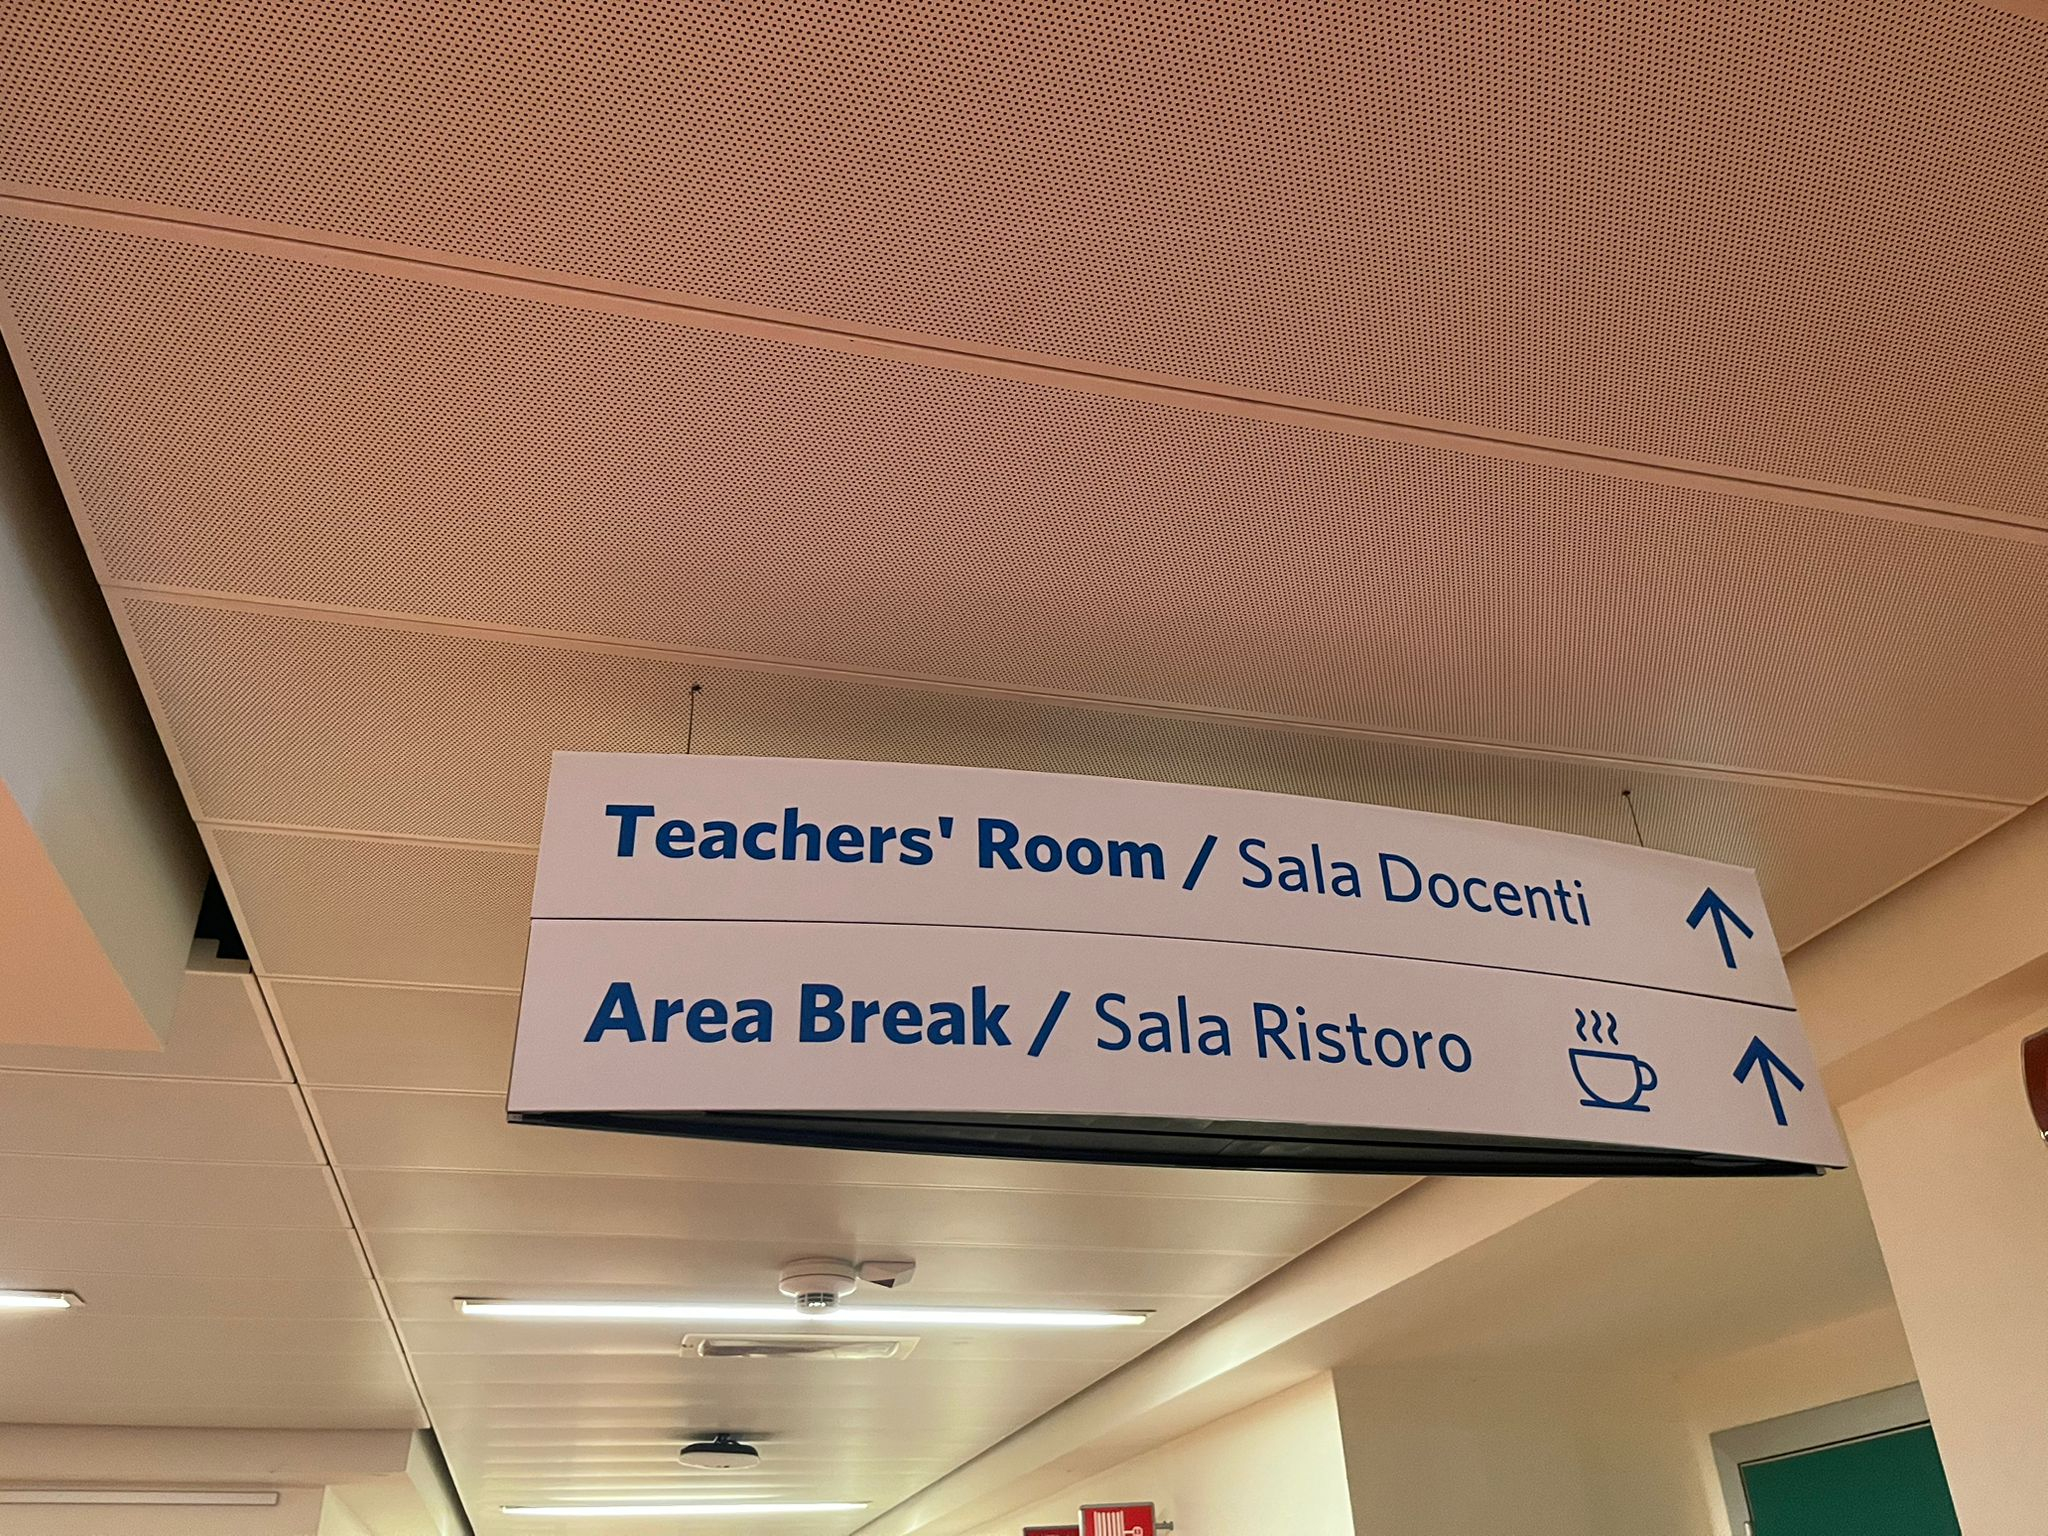 Teachers' Room / Sala Docenti
Area Break / Sala Ristoro